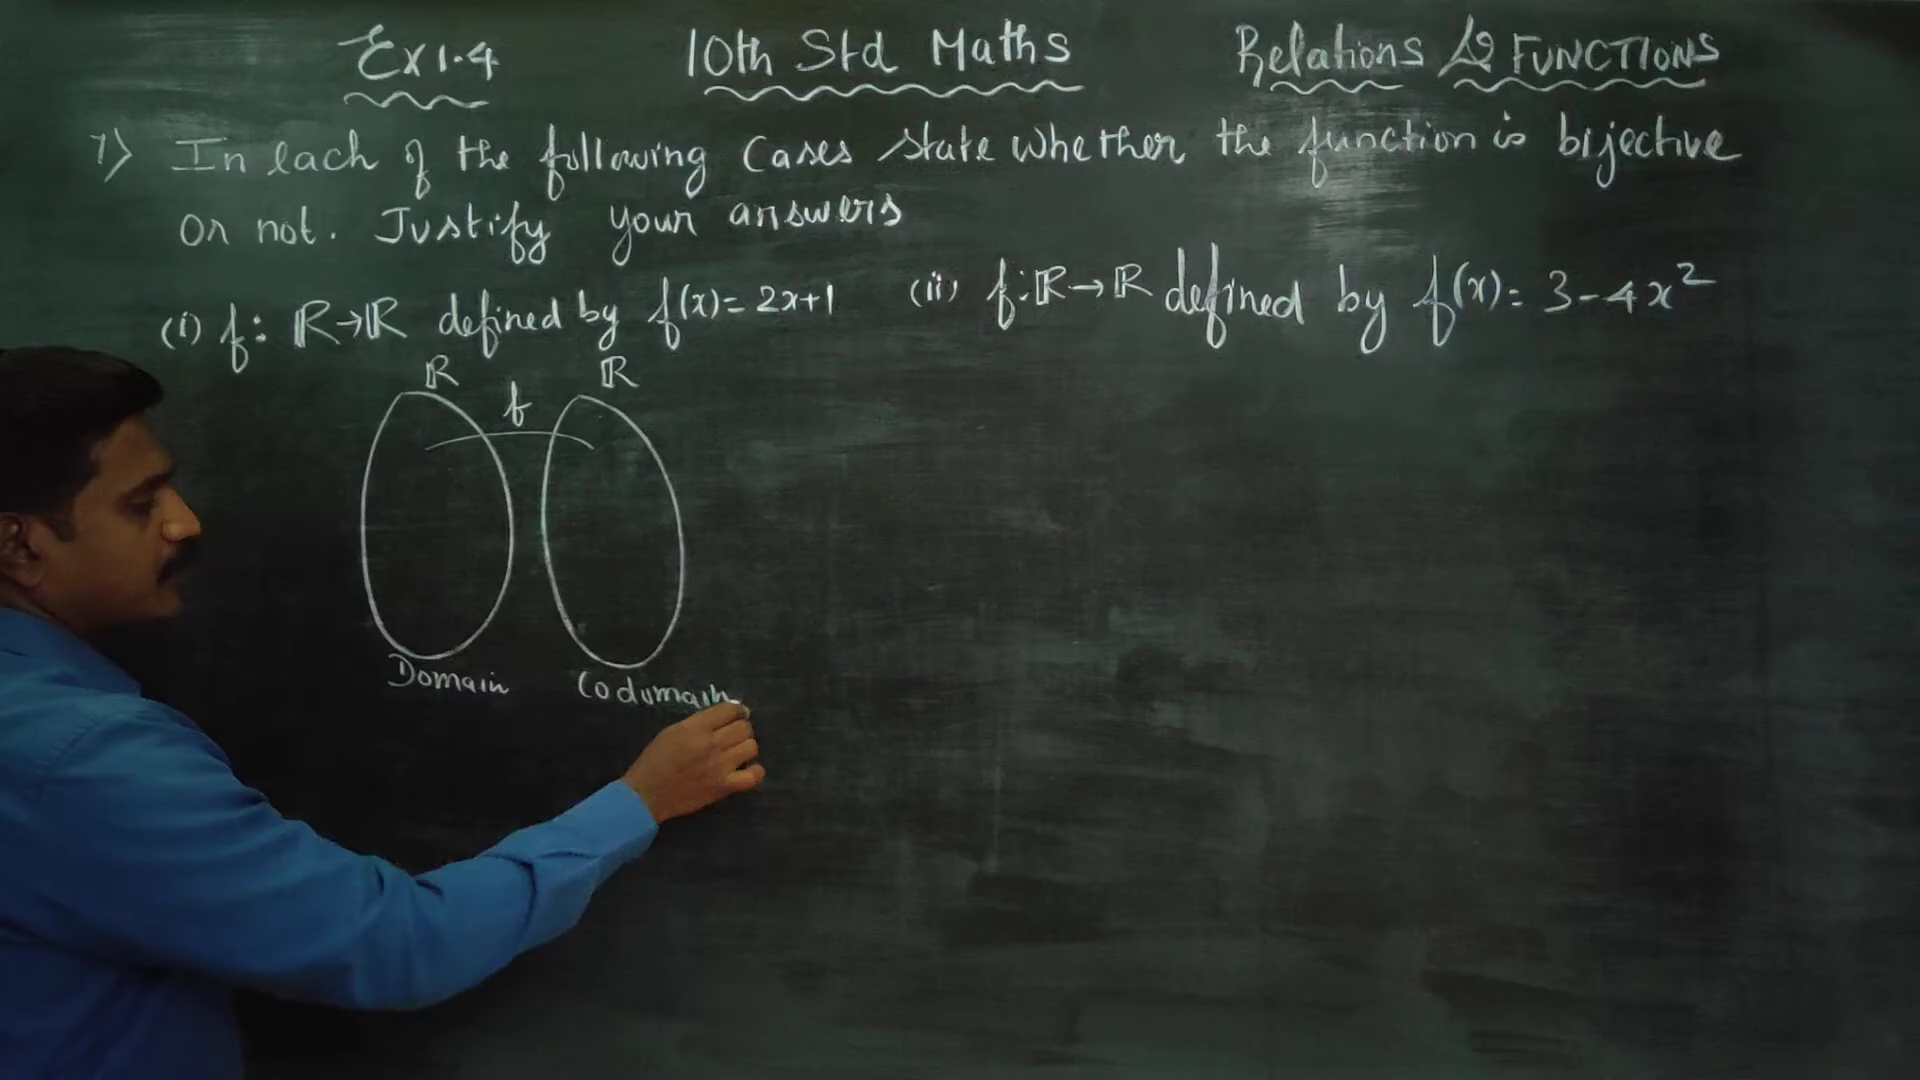 Ex 1.4 10th Std Maths Relations & FUNCTIONS
7) In each of the following Cases state whether the function is bijective
or not. Justify your answers
(i) f: ℝ→ℝ defined by f(x)= 2x+1 (ii) f:ℝ→ℝ defined by f(x)= 3-4x²
ℝ ℝ
f
Domain Codomain